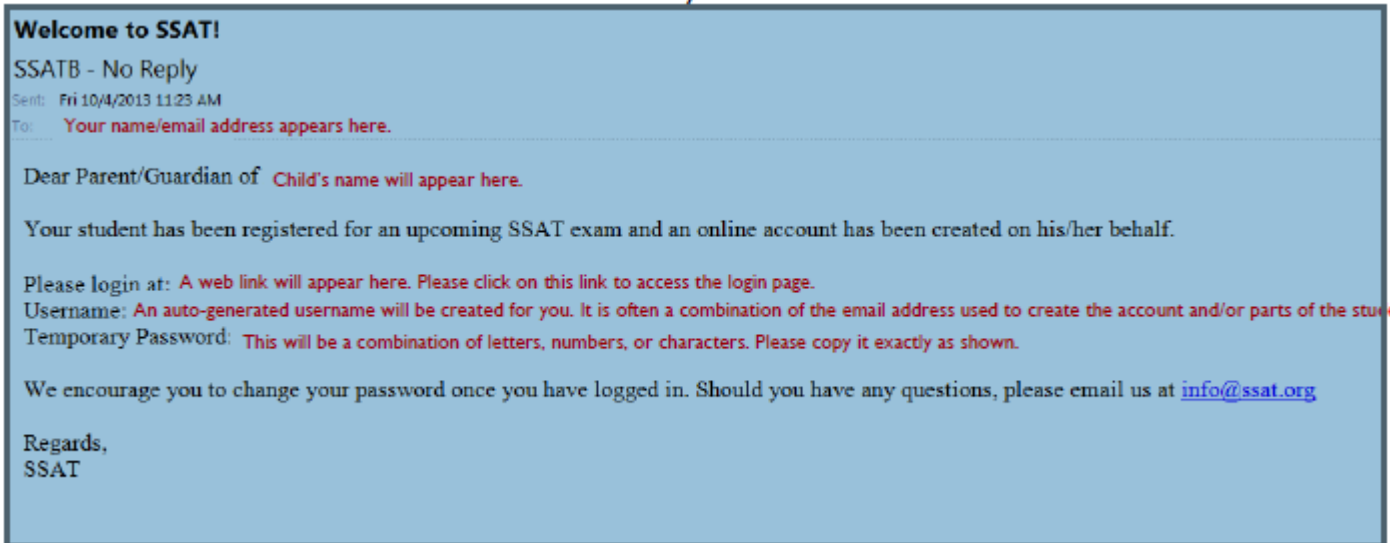 Welcome to SSAT!
SSATB - No Reply
Sent: Fri 10/4/2013 11:23 AM
To: Your name/email address appears here.
Dear Parent/Guardian of Child's name will appear here.
Your student has been registered for an upcoming SSAT exam and an online account has been created on his/her behalf.
Please login at: A web link will appear here. Please click on this link to access the login page.
Username: An auto-generated username will be created for you. It is often a combination of the email address used to create the account and/or parts of the
Temporary Password: This will be a combination of letters, numbers, or characters. Please copy it exactly as shown.
We encourage you to change your password once you have logged in. Should you have any questions, please email us at info@ssat.org
Regards,
SSAT